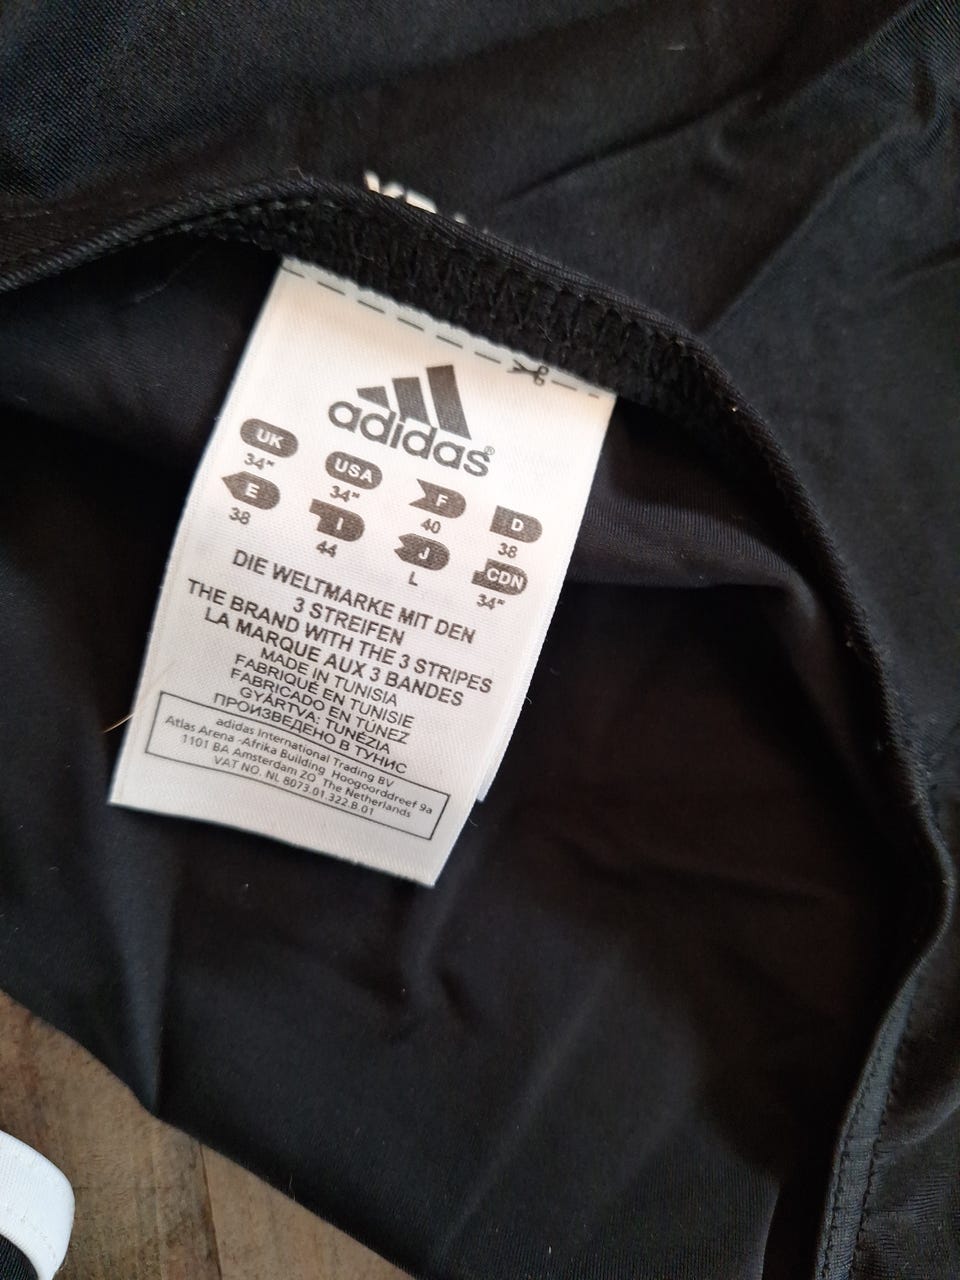 adidas®
UK USA F D
34" 34" 40 38
E I J CDN
38 44 L 34"
DIE WELTMARKE MIT DEN
3 STREIFEN
THE BRAND WITH THE 3 STRIPES
LA MARQUE AUX 3 BANDES
MADE IN TUNISIA
FABRIQUÉ EN TUNISIE
FABRICADO EN TÚNEZ
GYÁRTVA: TUNÉZIA
ПРОИЗВЕДЕНО В ТУНИС
adidas International Trading BV
Atlas Arena -Afrika Building Hoogoorddreef 9a
1101 BA Amsterdam ZO The Netherlands
VAT NO. NL 8073.01.322.B.01